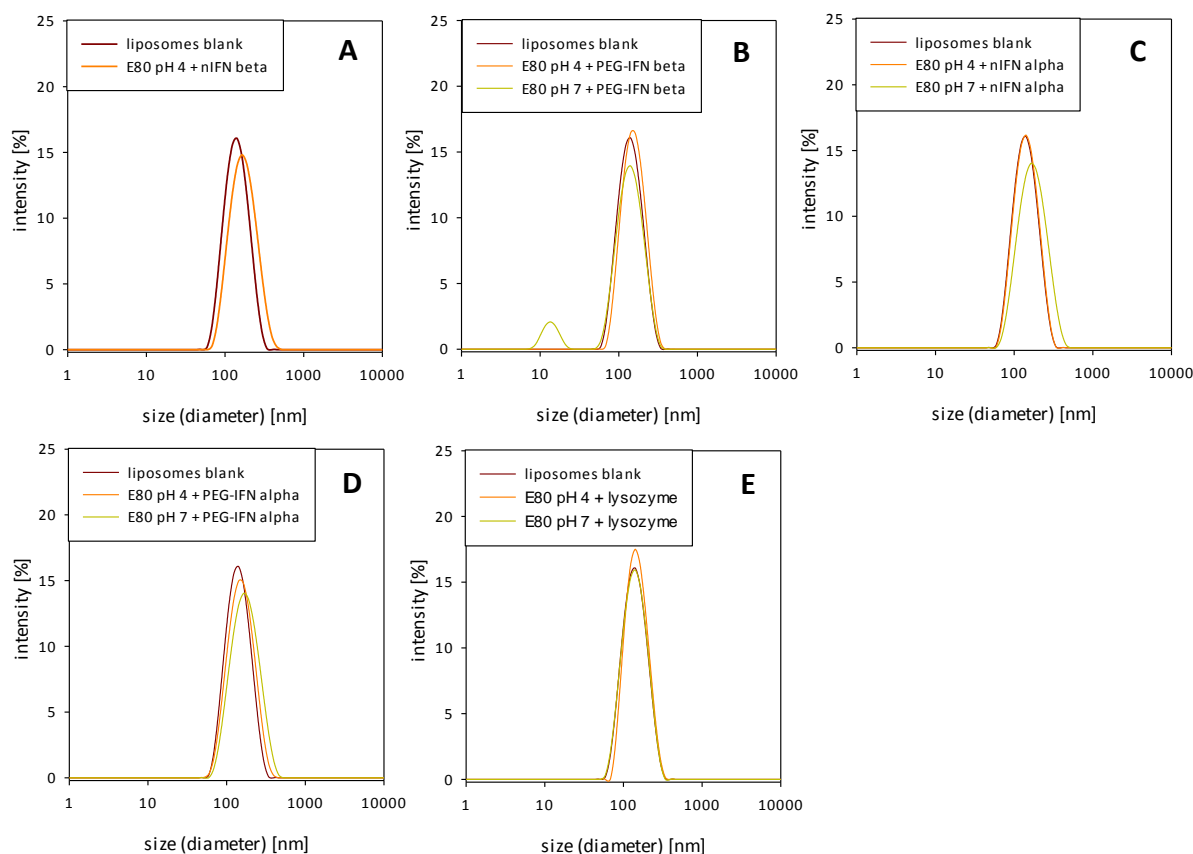 A
liposomes blank
E80 pH 4 + nIFN beta
intensity [%]
25
20
15
10
5
0
1 10 100 1000 10000
size (diameter) [nm]
B
liposomes blank
E80 pH 4 + PEG-IFN beta
E80 pH 7 + PEG-IFN beta
intensity [%]
25
20
15
10
5
0
1 10 100 1000 10000
size (diameter) [nm]
C
liposomes blank
E80 pH 4 + nIFN alpha
E80 pH 7 + nIFN alpha
intensity [%]
25
20
15
10
5
0
1 10 100 1000 10000
size (diameter) [nm]
D
liposomes blank
E80 pH 4 + PEG-IFN alpha
E80 pH 7 + PEG-IFN alpha
intensity [%]
25
20
15
10
5
0
1 10 100 1000 10000
size (diameter) [nm]
E
liposomes blank
E80 pH 4 + lysozyme
E80 pH 7 + lysozyme
intensity [%]
25
20
15
10
5
0
1 10 100 1000 10000
size (diameter) [nm]